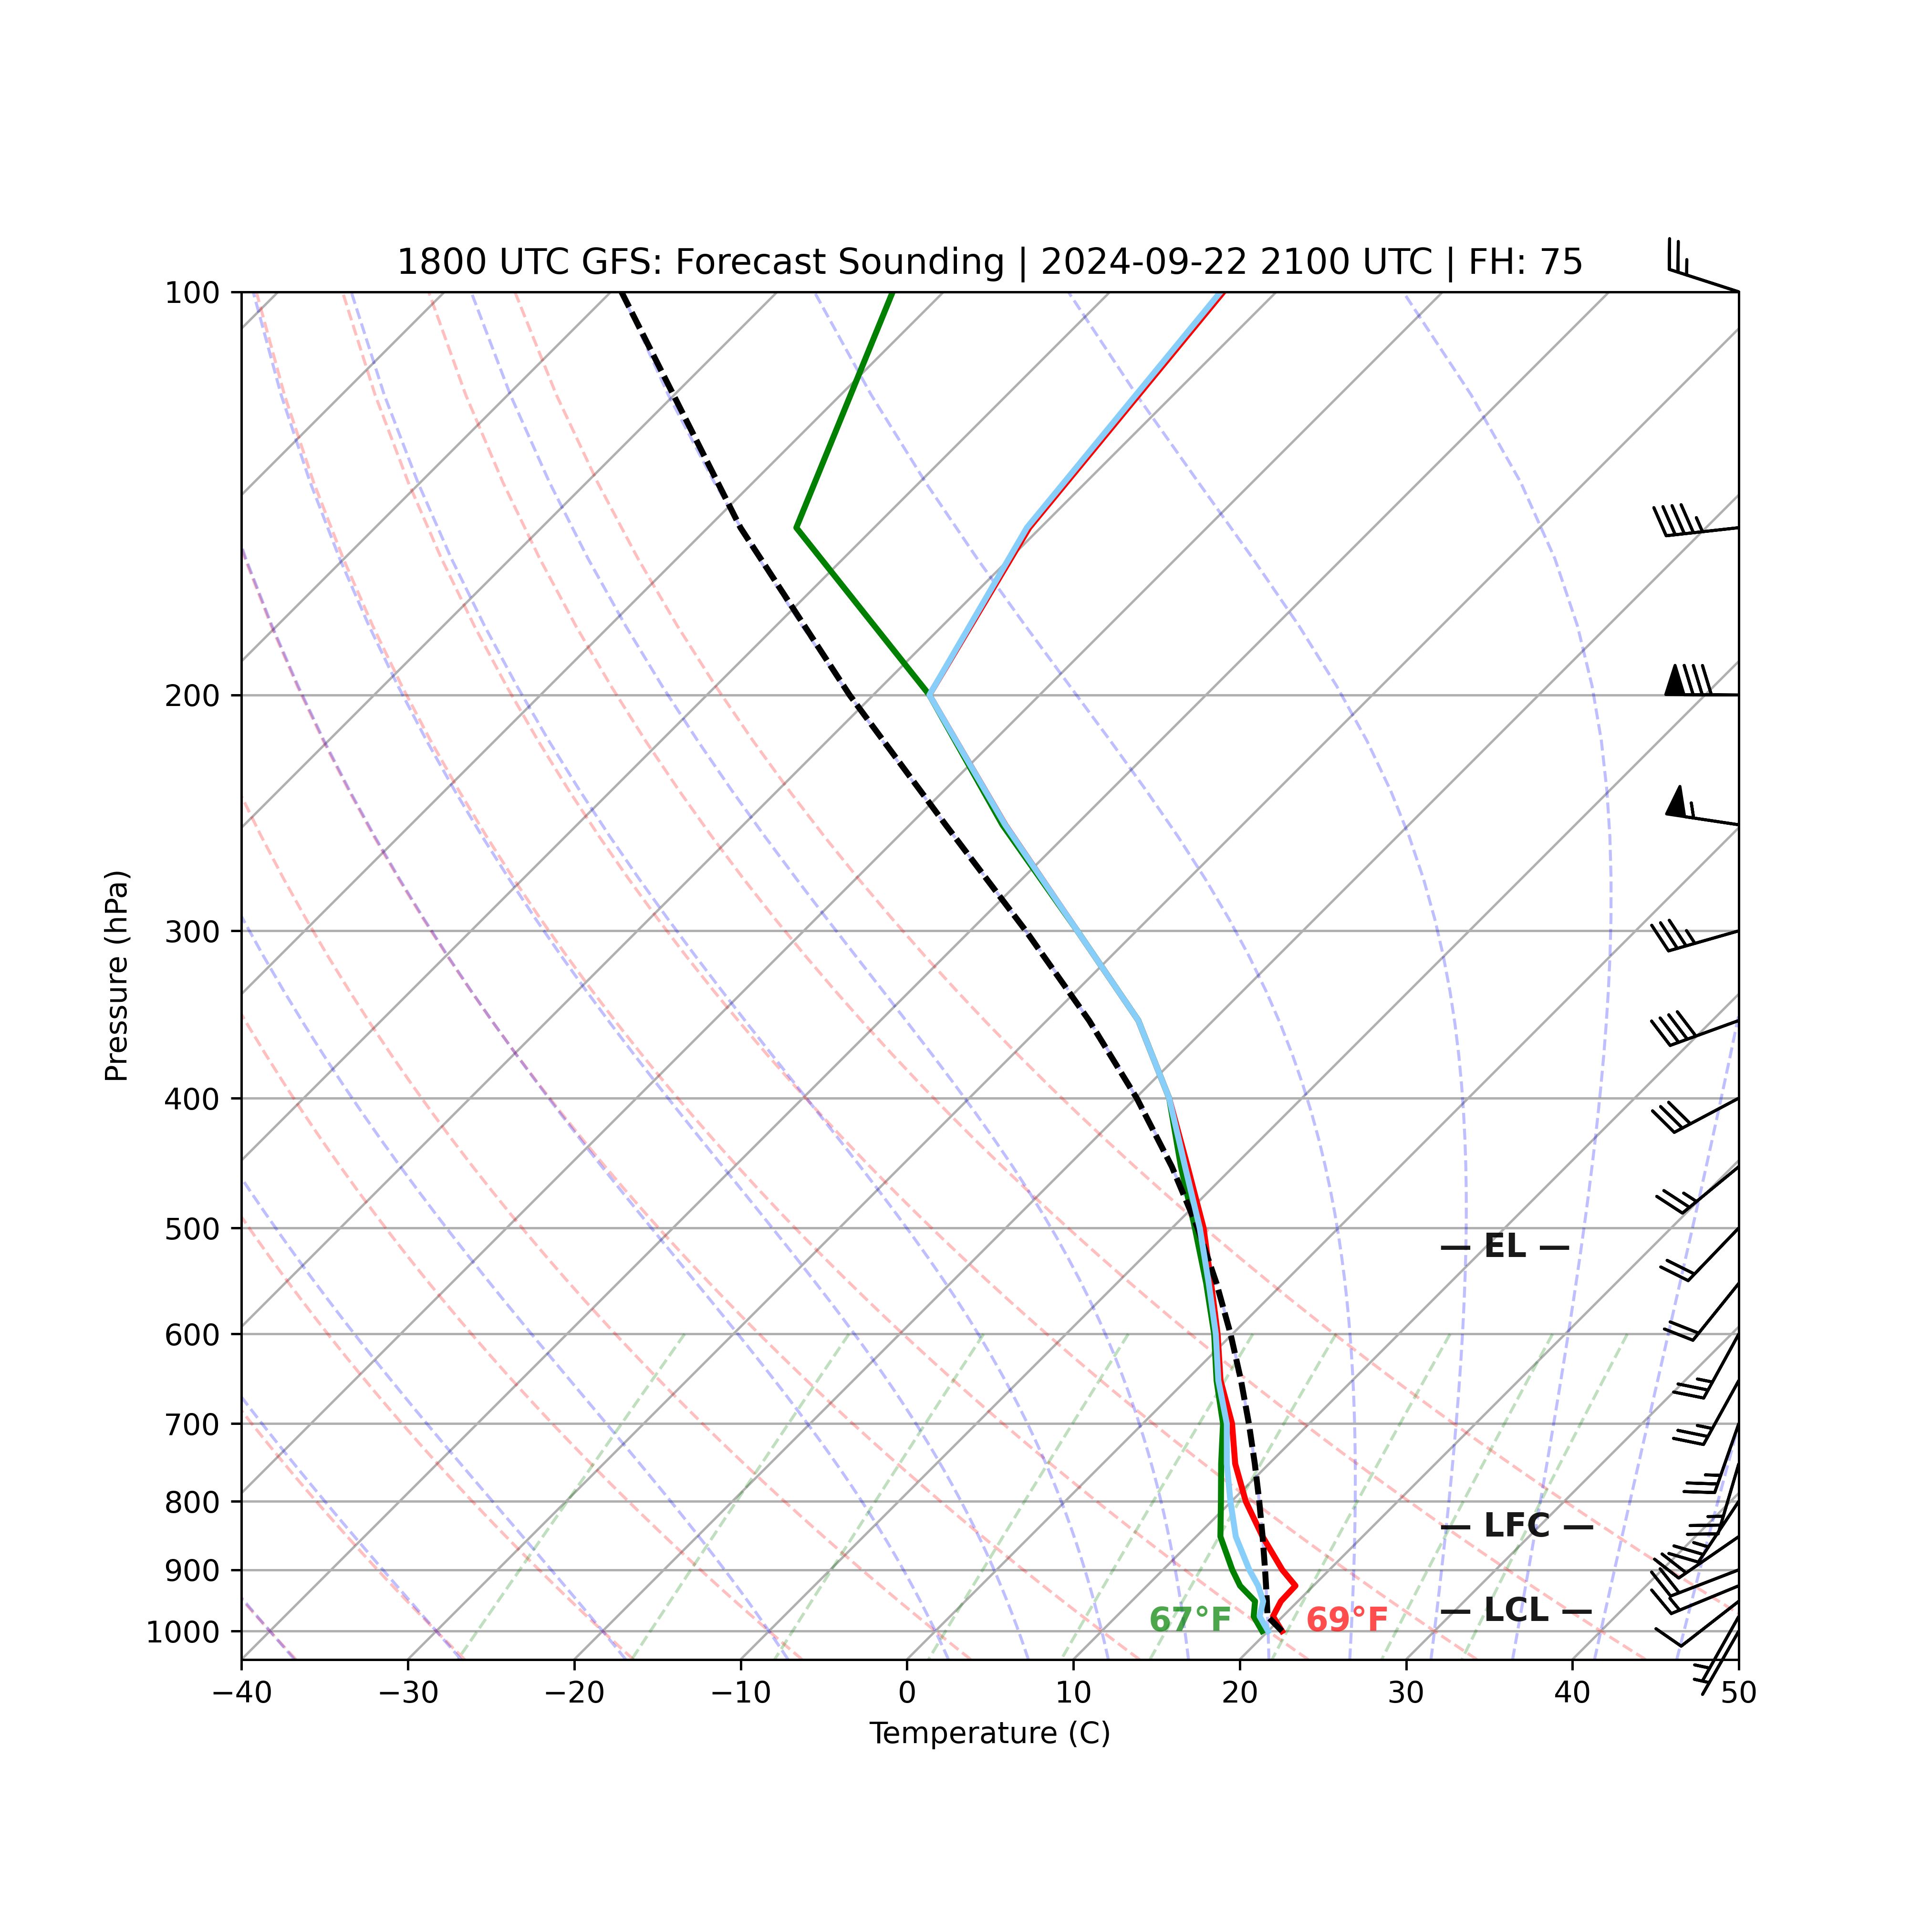 1800 UTC GFS: Forecast Sounding | 2024-09-22 2100 UTC | FH: 75
100
200
300
400
500
600
700
800
900
1000
Pressure (hPa)
— EL —
— LFC —
— LCL —
67°F
69°F
−40
−30
−20
−10
0
10
20
30
40
50
Temperature (C)